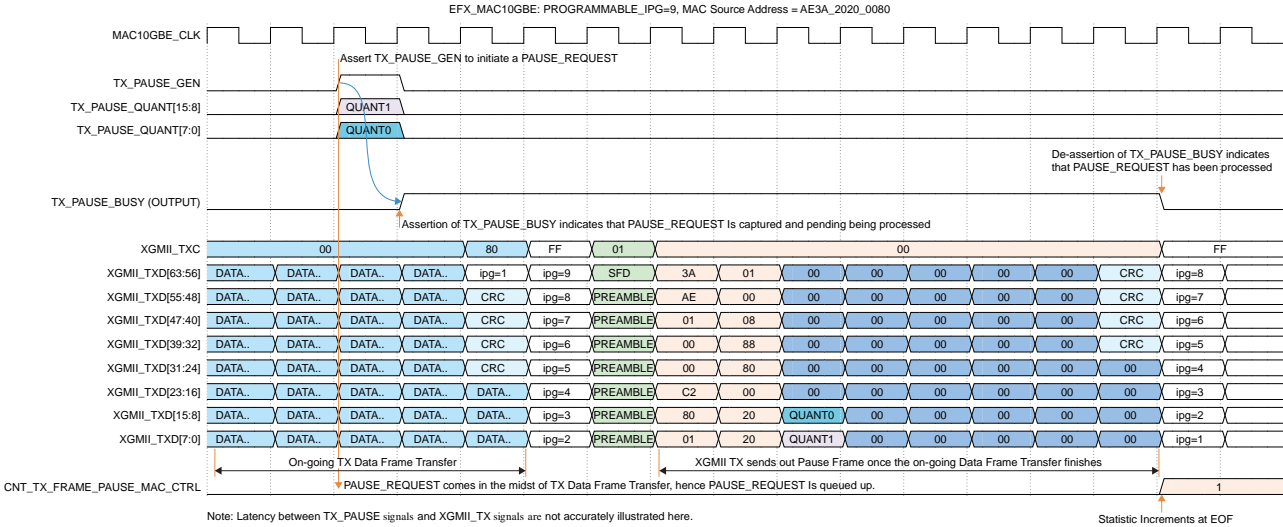 EFX_MAC10GBE: PROGRAMMABLE_IPG=9, MAC Source Address = AE3A_2020_0080
MAC10GBE_CLK
Assert TX_PAUSE_GEN to initiate a PAUSE_REQUEST
TX_PAUSE_GEN
TX_PAUSE_QUANT[15:8] QUANT1
TX_PAUSE_QUANT[7:0] QUANT0
De-assertion of TX_PAUSE_BUSY indicates
that PAUSE_REQUEST has been processed
TX_PAUSE_BUSY (OUTPUT)
Assertion of TX_PAUSE_BUSY indicates that PAUSE_REQUEST Is captured and pending being processed
XGMII_TXC 00 80 FF 01 00 FF
XGMII_TXD[63:56] DATA.. DATA.. DATA.. DATA.. ipg=1 ipg=9 SFD 3A 01 00 00 00 00 00 CRC ipg=8
XGMII_TXD[55:48] DATA.. DATA.. DATA.. DATA.. CRC ipg=8 PREAMBLE AE 00 00 00 00 00 00 CRC ipg=7
XGMII_TXD[47:40] DATA.. DATA.. DATA.. DATA.. CRC ipg=7 PREAMBLE 01 08 00 00 00 00 00 CRC ipg=6
XGMII_TXD[39:32] DATA.. DATA.. DATA.. DATA.. CRC ipg=6 PREAMBLE 00 88 00 00 00 00 00 CRC ipg=5
XGMII_TXD[31:24] DATA.. DATA.. DATA.. DATA.. CRC ipg=5 PREAMBLE 00 80 00 00 00 00 00 00 ipg=4
XGMII_TXD[23:16] DATA.. DATA.. DATA.. DATA.. DATA.. ipg=4 PREAMBLE C2 00 00 00 00 00 00 00 ipg=3
XGMII_TXD[15:8] DATA.. DATA.. DATA.. DATA.. DATA.. ipg=3 PREAMBLE 80 20 QUANT0 00 00 00 00 00 ipg=2
XGMII_TXD[7:0] DATA.. DATA.. DATA.. DATA.. DATA.. ipg=2 PREAMBLE 01 20 QUANT1 00 00 00 00 00 ipg=1
On-going TX Data Frame Transfer XGMII TX sends out Pause Frame once the on-going Data Frame Transfer finishes
CNT_TX_FRAME_PAUSE_MAC_CTRL PAUSE_REQUEST comes in the midst of TX Data Frame Transfer, hence PAUSE_REQUEST Is queued up. 1
Note: Latency between TX_PAUSE signals and XGMII_TX signals are not accurately illustrated here.
Statistic Increments at EOF